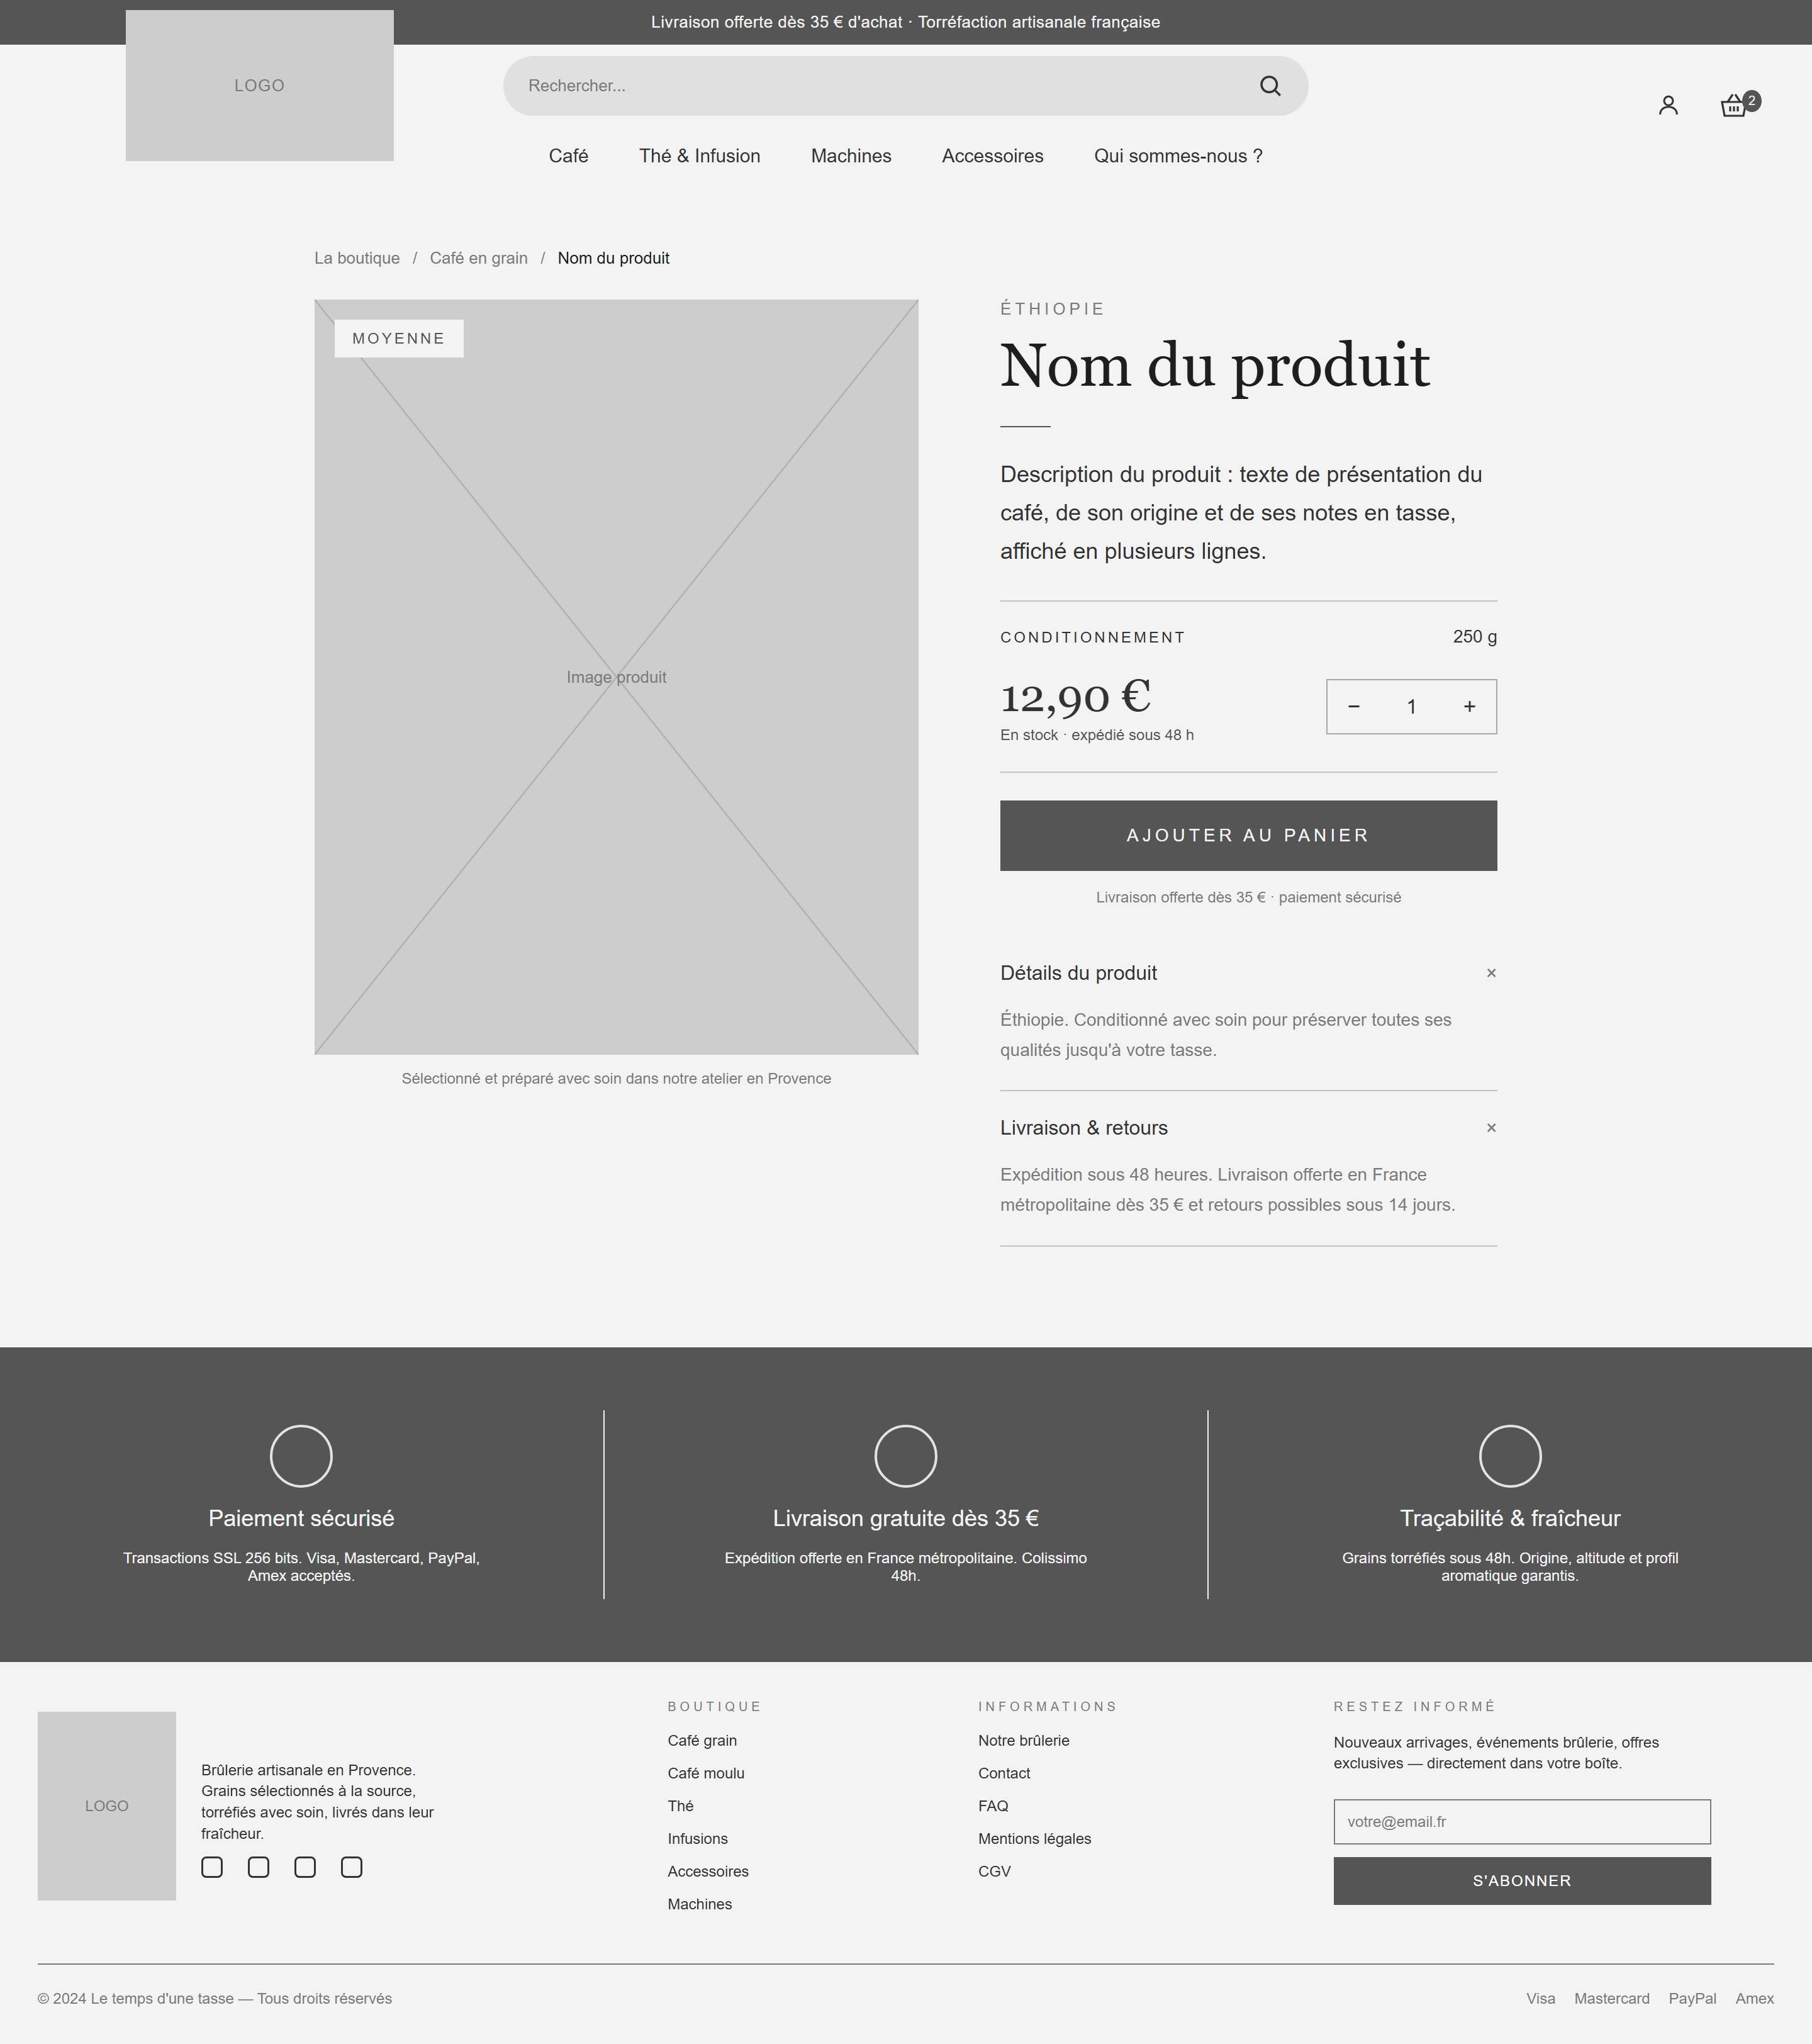 Livraison offerte dès 35 € d'achat · Torréfaction artisanale française
LOGO
Rechercher...
2
Café
Thé & Infusion
Machines
Accessoires
Qui sommes-nous ?
La boutique / Café en grain / Nom du produit
MOYENNE
Image produit
Sélectionné et préparé avec soin dans notre atelier en Provence
ÉTHIOPIE
Nom du produit
Description du produit : texte de présentation du
café, de son origine et de ses notes en tasse,
affiché en plusieurs lignes.
CONDITIONNEMENT
250 g
12,90 €
− 1 +
En stock · expédié sous 48 h
AJOUTER AU PANIER
Livraison offerte dès 35 € · paiement sécurisé
Détails du produit ×
Éthiopie. Conditionné avec soin pour préserver toutes ses
qualités jusqu'à votre tasse.
Livraison & retours ×
Expédition sous 48 heures. Livraison offerte en France
métropolitaine dès 35 € et retours possibles sous 14 jours.
Paiement sécurisé
Transactions SSL 256 bits. Visa, Mastercard, PayPal,
Amex acceptés.
Livraison gratuite dès 35 €
Expédition offerte en France métropolitaine. Colissimo
48h.
Traçabilité & fraîcheur
Grains torréfiés sous 48h. Origine, altitude et profil
aromatique garantis.
LOGO
Brûlerie artisanale en Provence.
Grains sélectionnés à la source,
torréfiés avec soin, livrés dans leur
fraîcheur.
BOUTIQUE
Café grain
Café moulu
Thé
Infusions
Accessoires
Machines
INFORMATIONS
Notre brûlerie
Contact
FAQ
Mentions légales
CGV
RESTEZ INFORMÉ
Nouveaux arrivages, événements brûlerie, offres
exclusives — directement dans votre boîte.
votre@email.fr
S'ABONNER
© 2024 Le temps d'une tasse — Tous droits réservés
Visa Mastercard PayPal Amex